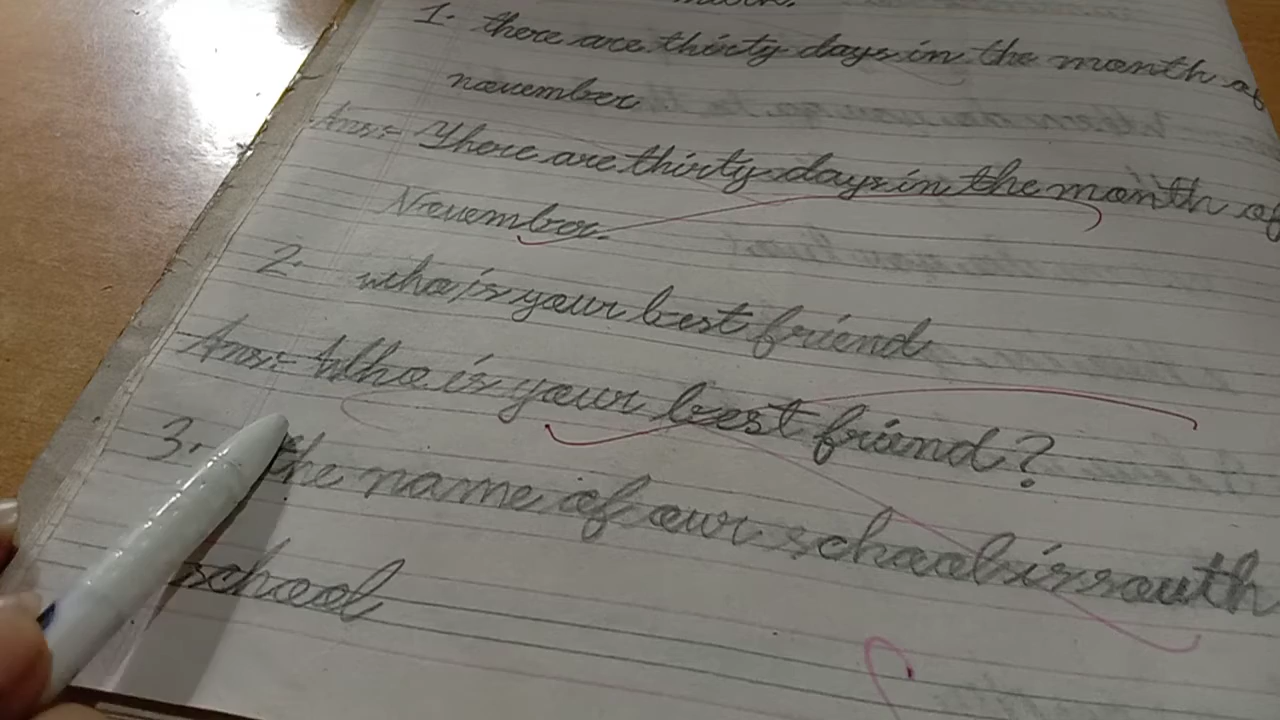 1. there are thirty days in the month of
november
Ans:- There are thirty days in the month of
November.
2. who is your best friend
Ans:- Who is your best friend?
3. the name of our school is south
school